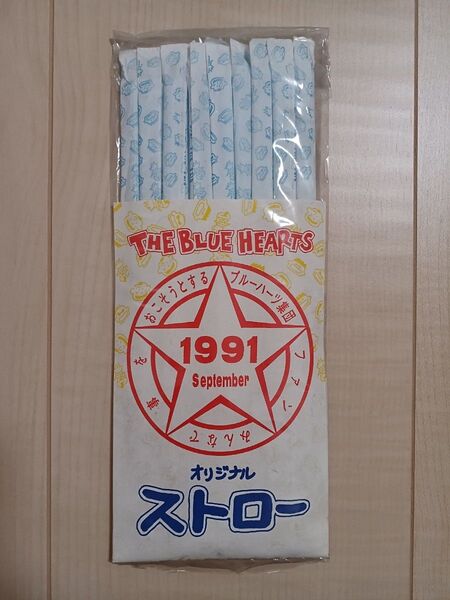 THE BLUE HEARTS
ファン
みんなで
事を
おこそうとする
ブルーハーツ集団
1991
September
オリジナル
ストロー